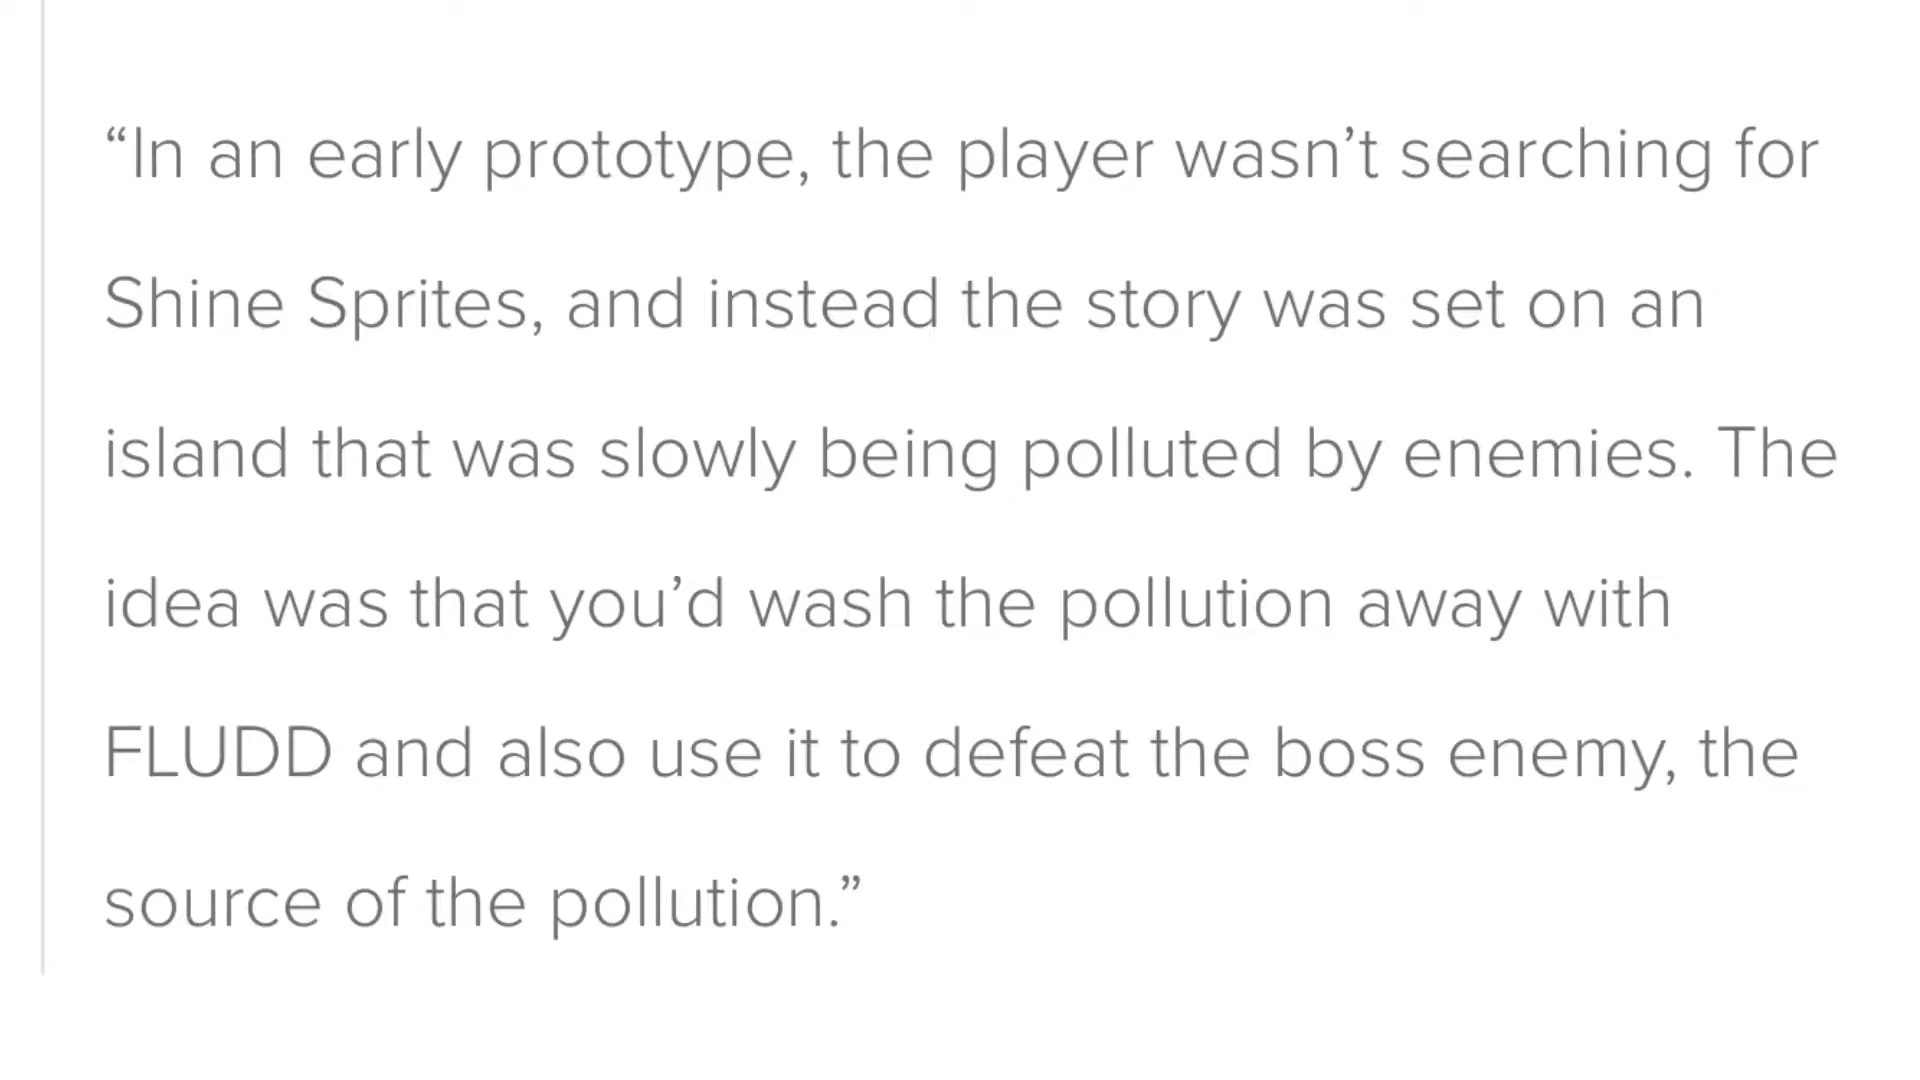 “In an early prototype, the player wasn’t searching for
Shine Sprites, and instead the story was set on an
island that was slowly being polluted by enemies. The
idea was that you’d wash the pollution away with
FLUDD and also use it to defeat the boss enemy, the
source of the pollution.”